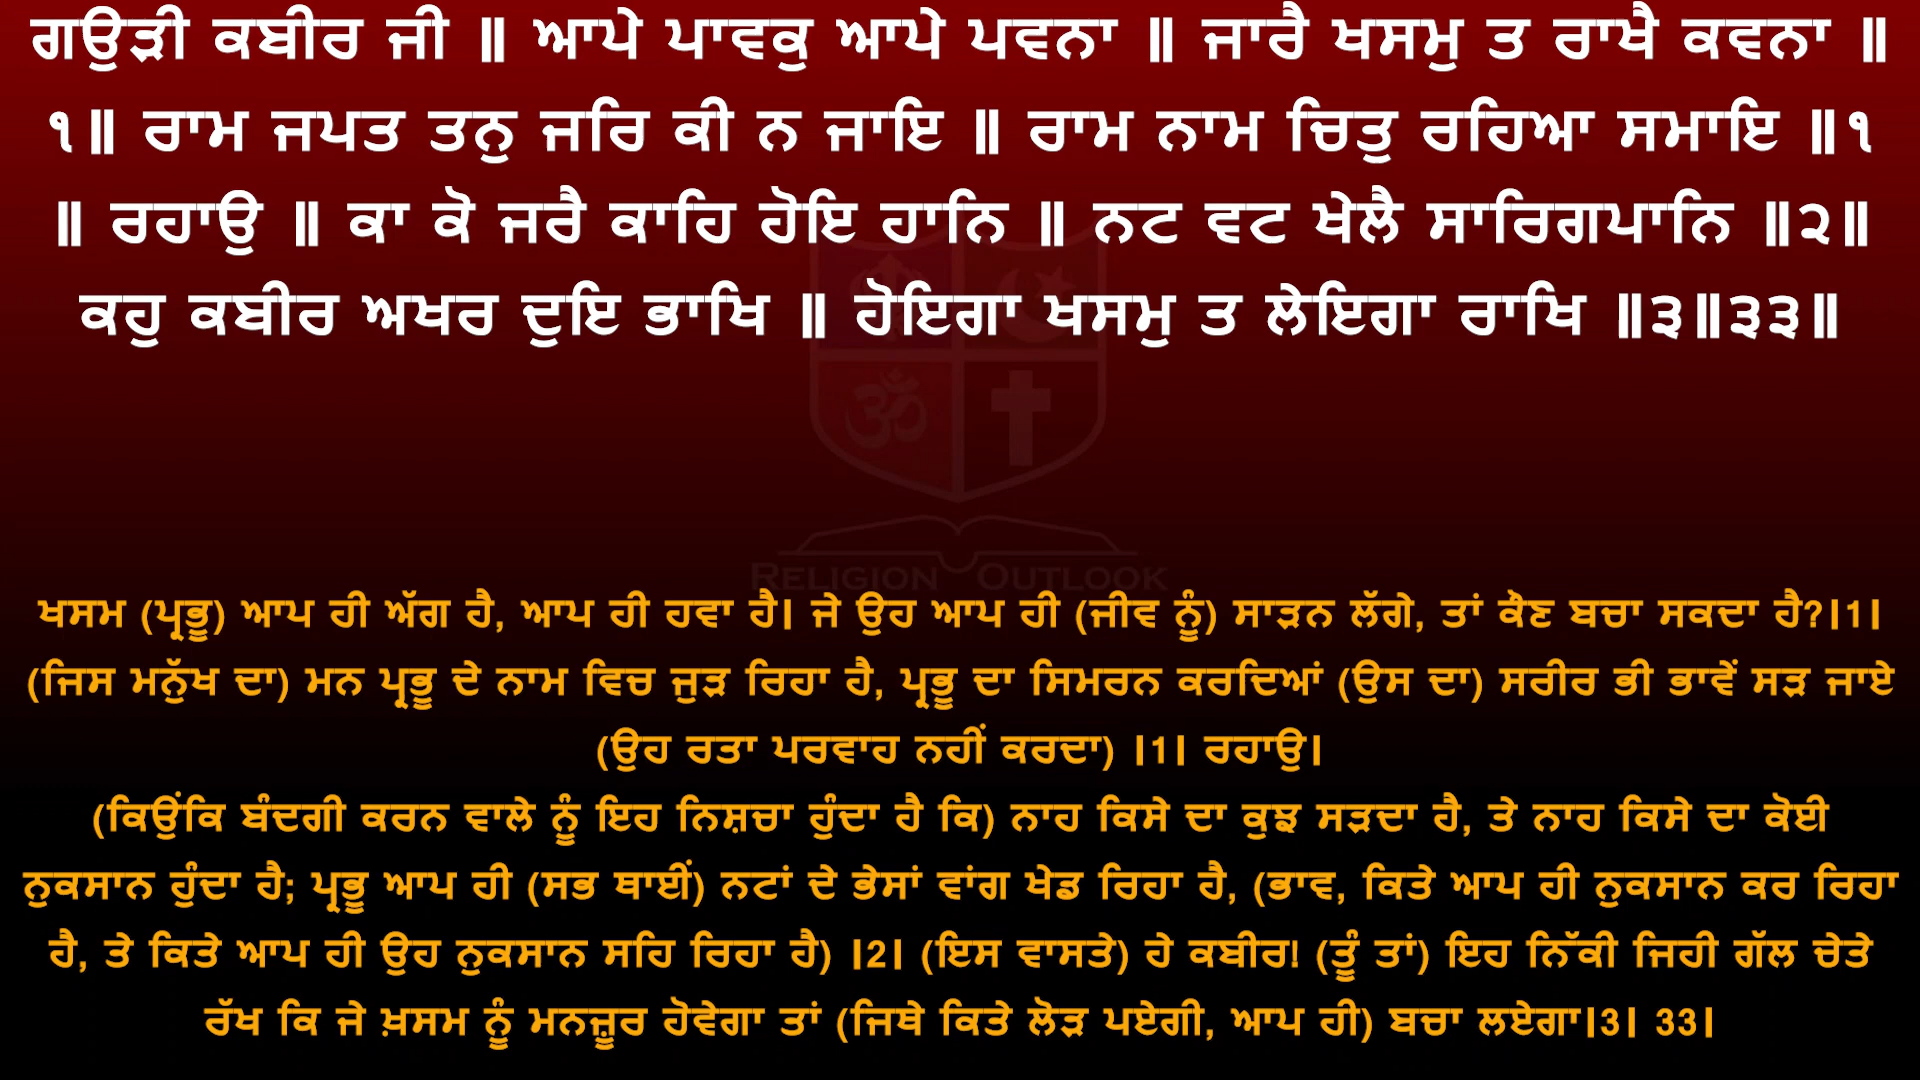 ਗਉੜੀ ਕਬੀਰ ਜੀ ॥ ਆਪੇ ਪਾਵਕੁ ਆਪੇ ਪਵਨਾ ॥ ਜਾਰੈ ਖਸਮੁ ਤ ਰਾਖੈ ਕਵਨਾ ॥
੧॥ ਰਾਮ ਜਪਤ ਤਨੁ ਜਰਿ ਕੀ ਨ ਜਾਇ ॥ ਰਾਮ ਨਾਮ ਚਿਤੁ ਰਹਿਆ ਸਮਾਇ ॥੧
॥ ਰਹਾਉ ॥ ਕਾ ਕੋ ਜਰੈ ਕਾਹਿ ਹੋਇ ਹਾਨਿ ॥ ਨਟ ਵਟ ਖੇਲੈ ਸਾਰਿਗਪਾਨਿ ॥੨॥
ਕਹੁ ਕਬੀਰ ਅਖਰ ਦੁਇ ਭਾਖਿ ॥ ਹੋਇਗਾ ਖਸਮੁ ਤ ਲੇਇਗਾ ਰਾਖਿ ॥੩॥੩੩॥
RELIGION OUTLOOK
ਖਸਮ (ਪ੍ਰਭੂ) ਆਪ ਹੀ ਅੱਗ ਹੈ, ਆਪ ਹੀ ਹਵਾ ਹੈ। ਜੇ ਉਹ ਆਪ ਹੀ (ਜੀਵ ਨੂੰ) ਸਾੜਨ ਲੱਗੇ, ਤਾਂ ਕੌਣ ਬਚਾ ਸਕਦਾ ਹੈ?।1।
(ਜਿਸ ਮਨੁੱਖ ਦਾ) ਮਨ ਪ੍ਰਭੂ ਦੇ ਨਾਮ ਵਿਚ ਜੁੜ ਰਿਹਾ ਹੈ, ਪ੍ਰਭੂ ਦਾ ਸਿਮਰਨ ਕਰਦਿਆਂ (ਉਸ ਦਾ) ਸਰੀਰ ਭੀ ਭਾਵੇਂ ਸੜ ਜਾਏ
(ਉਹ ਰਤਾ ਪਰਵਾਹ ਨਹੀਂ ਕਰਦਾ) ।1। ਰਹਾਉ।
(ਕਿਉਂਕਿ ਬੰਦਗੀ ਕਰਨ ਵਾਲੇ ਨੂੰ ਇਹ ਨਿਸ਼ਚਾ ਹੁੰਦਾ ਹੈ ਕਿ) ਨਾਹ ਕਿਸੇ ਦਾ ਕੁਝ ਸੜਦਾ ਹੈ, ਤੇ ਨਾਹ ਕਿਸੇ ਦਾ ਕੋਈ
ਨੁਕਸਾਨ ਹੁੰਦਾ ਹੈ; ਪ੍ਰਭੂ ਆਪ ਹੀ (ਸਭ ਥਾਈਂ) ਨਟਾਂ ਦੇ ਭੇਸਾਂ ਵਾਂਗ ਖੇਡ ਰਿਹਾ ਹੈ, (ਭਾਵ, ਕਿਤੇ ਆਪ ਹੀ ਨੁਕਸਾਨ ਕਰ ਰਿਹਾ
ਹੈ, ਤੇ ਕਿਤੇ ਆਪ ਹੀ ਉਹ ਨੁਕਸਾਨ ਸਹਿ ਰਿਹਾ ਹੈ) ।2। (ਇਸ ਵਾਸਤੇ) ਹੇ ਕਬੀਰ! (ਤੂੰ ਤਾਂ) ਇਹ ਨਿੱਕੀ ਜਿਹੀ ਗੱਲ ਚੇਤੇ
ਰੱਖ ਕਿ ਜੇ ਖ਼ਸਮ ਨੂੰ ਮਨਜ਼ੂਰ ਹੋਵੇਗਾ ਤਾਂ (ਜਿਥੇ ਕਿਤੇ ਲੋੜ ਪਏਗੀ, ਆਪ ਹੀ) ਬਚਾ ਲਏਗਾ।3। 33।